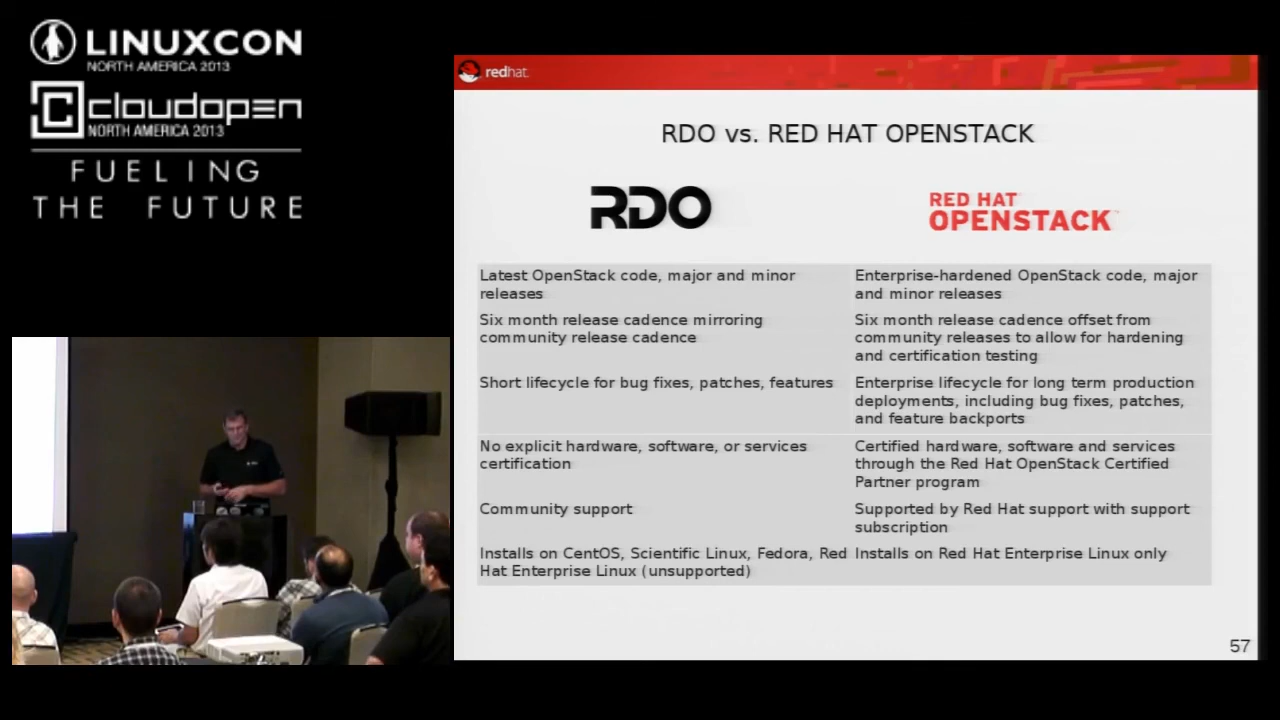 LINUXCON
NORTH AMERICA 2013
cloudopen
NORTH AMERICA 2013
FUELING
THE FUTURE
redhat.
RDO vs. RED HAT OPENSTACK
RDO
RED HAT
OPENSTACK
Latest OpenStack code, major and minor
releases
Enterprise-hardened OpenStack code, major
and minor releases
Six month release cadence mirroring
community release cadence
Six month release cadence offset from
community releases to allow for hardening
and certification testing
Short lifecycle for bug fixes, patches, features
Enterprise lifecycle for long term production
deployments, including bug fixes, patches,
and feature backports
No explicit hardware, software, or services
certification
Certified hardware, software and services
through the Red Hat OpenStack Certified
Partner program
Community support
Supported by Red Hat support with support
subscription
Installs on CentOS, Scientific Linux, Fedora, Red
Hat Enterprise Linux (unsupported)
Installs on Red Hat Enterprise Linux only
57